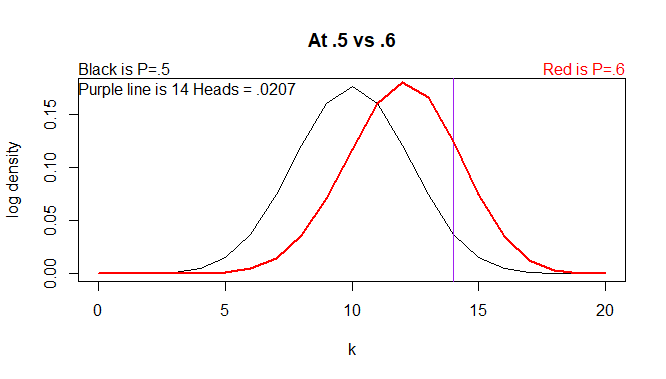 At .5 vs .6
Black is P=.5 Red is P=.6
Purple line is 14 Heads = .0207
0.15
0.10
0.05
0.00
log density
0 5 10 15 20
k